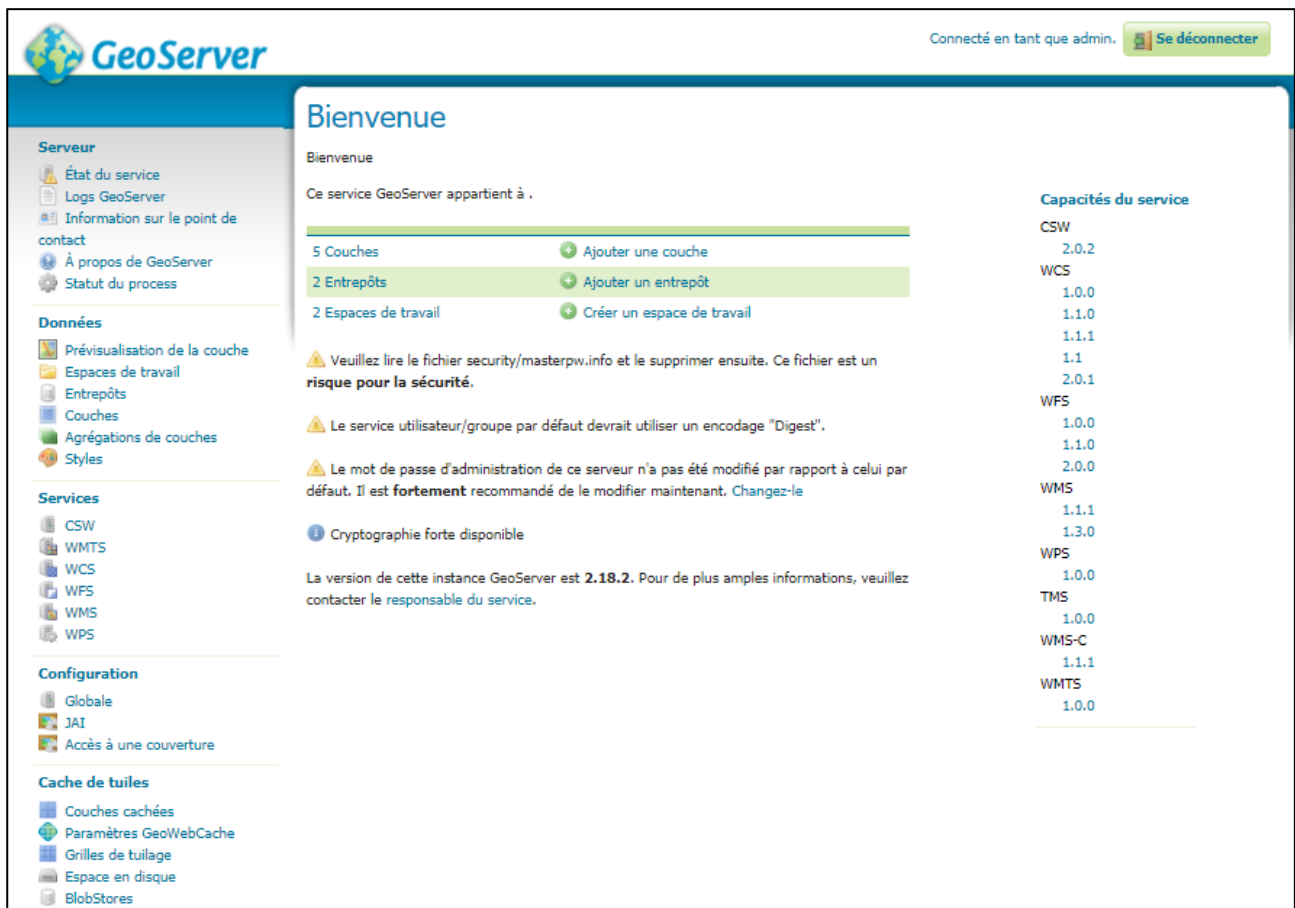 GeoServer
Connecté en tant que admin.
Se déconnecter
Serveur
État du service
Logs GeoServer
Information sur le point de
contact
À propos de GeoServer
Statut du process
Données
Prévisualisation de la couche
Espaces de travail
Entrepôts
Couches
Agrégations de couches
Styles
Services
CSW
WMTS
WCS
WFS
WMS
WPS
Configuration
Globale
JAI
Accès à une couverture
Cache de tuiles
Couches cachées
Paramètres GeoWebCache
Grilles de tuilage
Espace en disque
BlobStores
Bienvenue
Bienvenue
Ce service GeoServer appartient à .
5 Couches Ajouter une couche
2 Entrepôts Ajouter un entrepôt
2 Espaces de travail Créer un espace de travail
Veuillez lire le fichier security/masterpw.info et le supprimer ensuite. Ce fichier est un
risque pour la sécurité.
Le service utilisateur/groupe par défaut devrait utiliser un encodage "Digest".
Le mot de passe d'administration de ce serveur n'a pas été modifié par rapport à celui par
défaut. Il est fortement recommandé de le modifier maintenant. Changez-le
Cryptographie forte disponible
La version de cette instance GeoServer est 2.18.2. Pour de plus amples informations, veuillez
contacter le responsable du service.
Capacités du service
CSW
2.0.2
WCS
1.0.0
1.1.0
1.1.1
1.1
2.0.1
WFS
1.0.0
1.1.0
2.0.0
WMS
1.1.1
1.3.0
WPS
1.0.0
TMS
1.0.0
WMS-C
1.1.1
WMTS
1.0.0